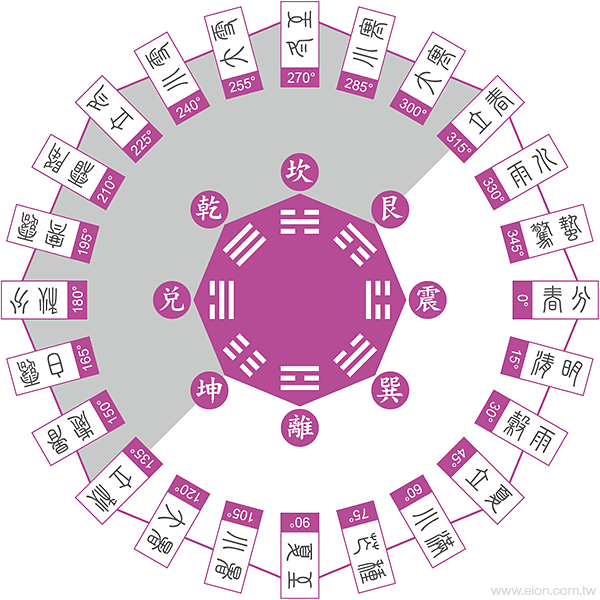 冬至
270°
小寒
285°
大寒
300°
立春
315°
雨水
330°
驚蟄
345°
春分
0°
清明
15°
穀雨
30°
立夏
45°
小滿
60°
芒種
75°
夏至
90°
小暑
105°
大暑
120°
立秋
135°
處暑
150°
白露
165°
秋分
180°
寒露
195°
霜降
210°
立冬
225°
小雪
240°
大雪
255°
坎
艮
震
巽
離
坤
兑
乾
www.eion.com.tw